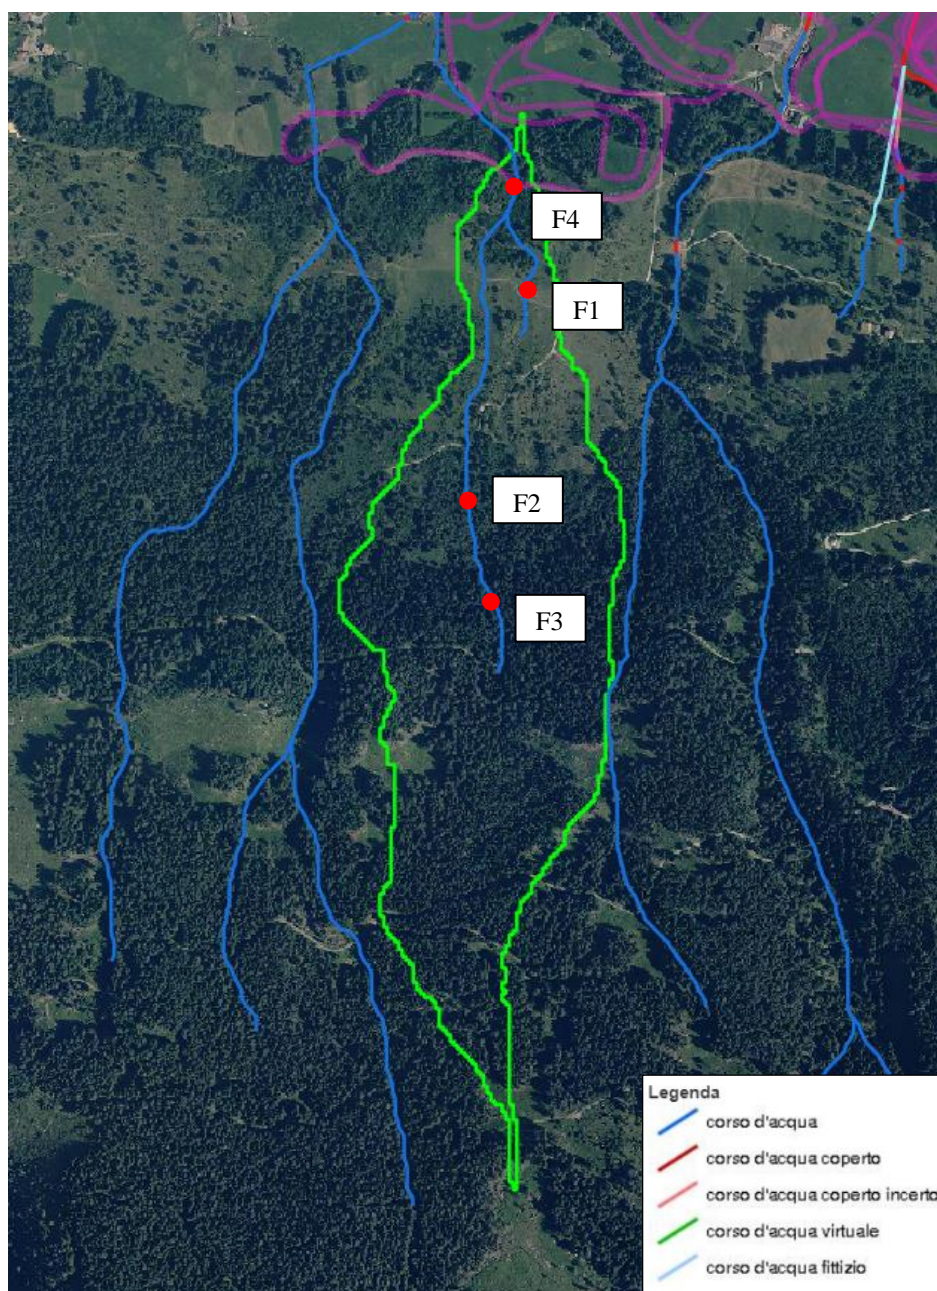 F4
F1
F2
F3
Legenda
corso d'acqua
corso d'acqua coperto
corso d'acqua coperto incerto
corso d'acqua virtuale
corso d'acqua fittizio